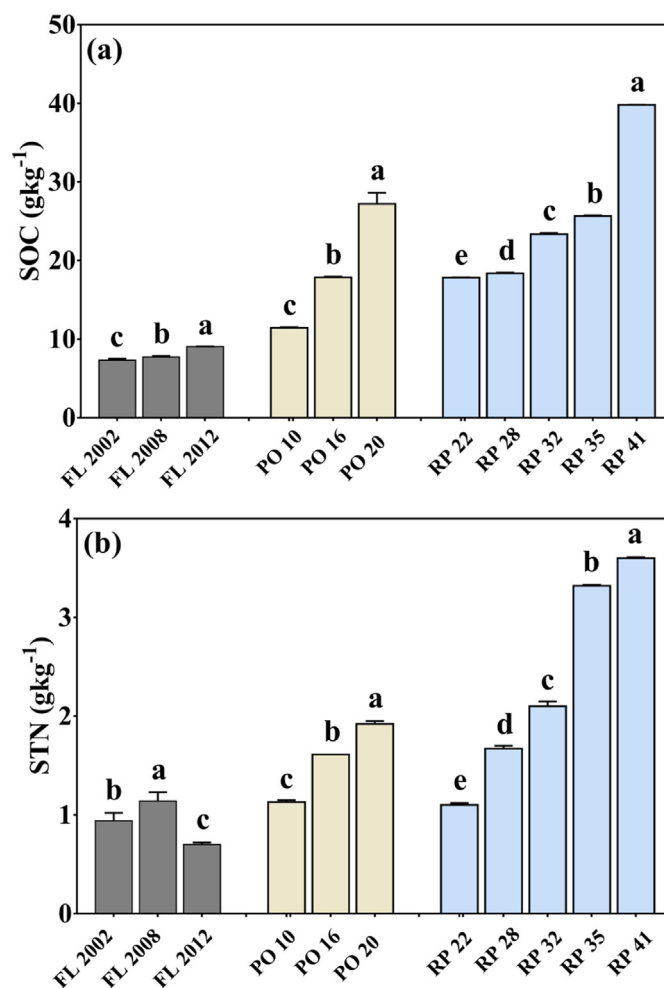 (a)
SOC (gkg⁻¹)
50
40
30
20
10
0
c b a
c b a
e d c b a
FL 2002 FL 2008 FL 2012 PO 10 PO 16 PO 20 RP 22 RP 28 RP 32 RP 35 RP 41
(b)
STN (gkg⁻¹)
4
3
2
1
0
b a c
c b a
e d c b a
FL 2002 FL 2008 FL 2012 PO 10 PO 16 PO 20 RP 22 RP 28 RP 32 RP 35 RP 41